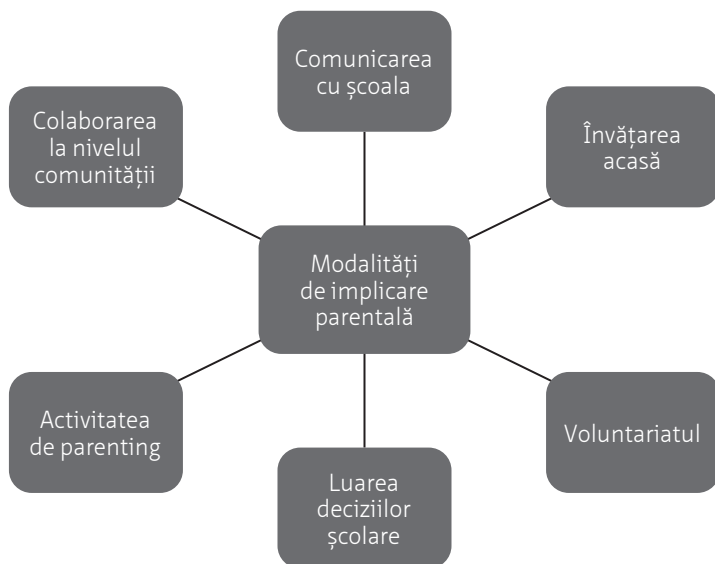 Comunicarea
cu școala
Colaborarea
la nivelul
comunității
Învățarea
acasă
Modalități
de implicare
parentală
Activitatea
de parenting
Voluntariatul
Luarea
deciziilor
școlare